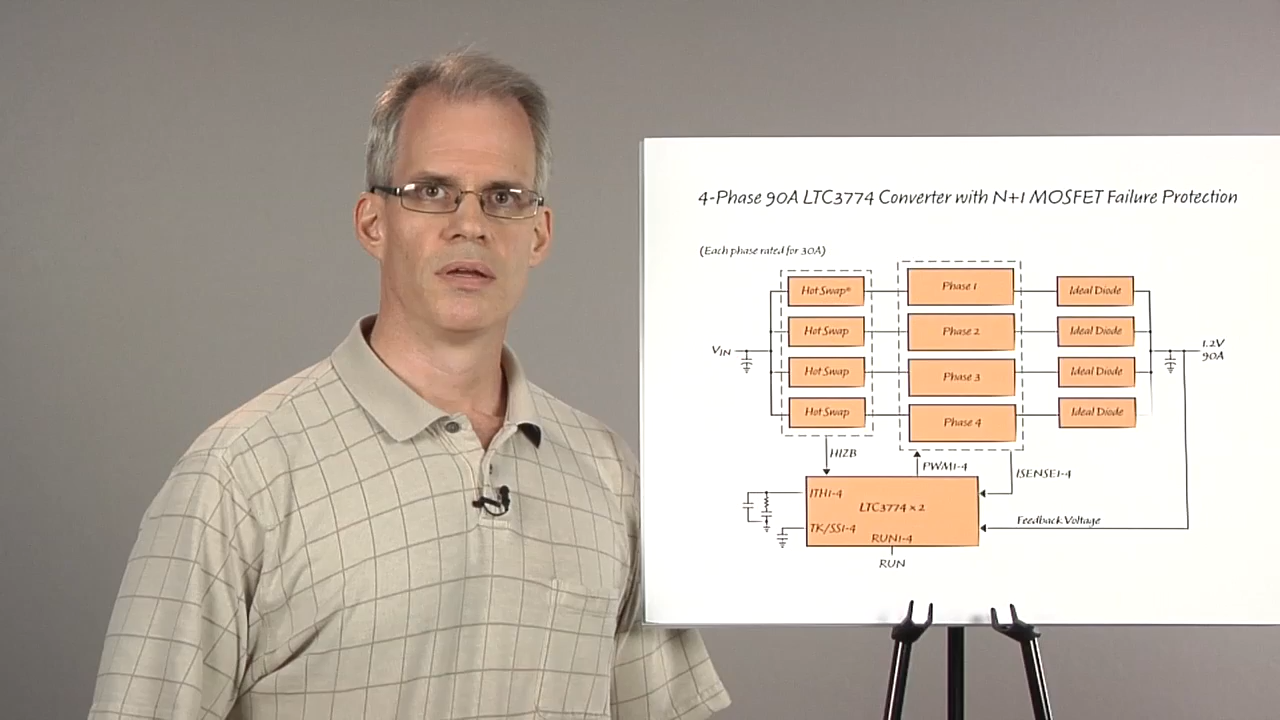 4-Phase 90A LTC3774 Converter with N+1 MOSFET Failure Protection
(Each phase rated for 30A)
Hot Swap® Phase 1 Ideal Diode
Hot Swap Phase 2 Ideal Diode
VIN
1.2V
90A
Hot Swap Phase 3 Ideal Diode
Hot Swap Phase 4 Ideal Diode
HIZB
PWM1-4
ISENSE1-4
ITH1-4
LTC3774 x 2
TK/SS1-4
Feedback Voltage
RUN1-4
RUN